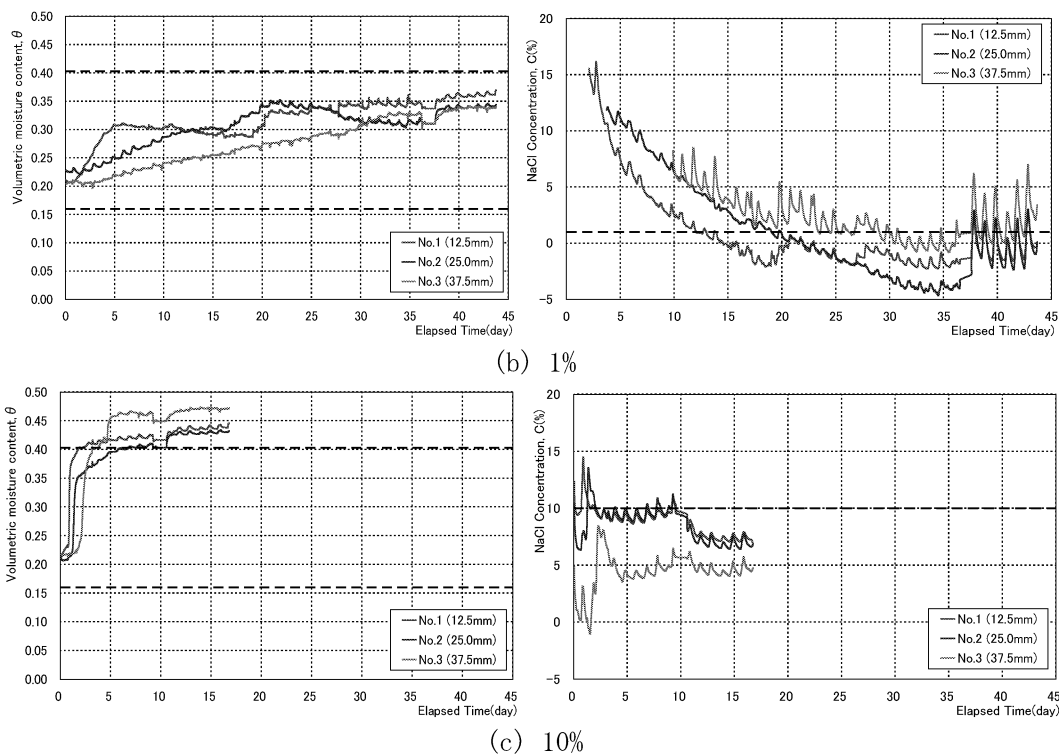 0.50
0.45
0.40
0.35
0.30
0.25
0.20
0.15
0.10
0.05
0.00
Volumetric moisture content, θ
No.1 (12.5mm)
No.2 (25.0mm)
No.3 (37.5mm)
0 5 10 15 20 25 30 35 40 45
Elapsed Time(day)
20
15
10
5
0
-5
NaCl Concentration, C(%)
No.1 (12.5mm)
No.2 (25.0mm)
No.3 (37.5mm)
0 5 10 15 20 25 30 35 40 45
Elapsed Time(day)
(b) 1%
0.50
0.45
0.40
0.35
0.30
0.25
0.20
0.15
0.10
0.05
0.00
Volumetric moisture content, θ
No.1 (12.5mm)
No.2 (25.0mm)
No.3 (37.5mm)
0 5 10 15 20 25 30 35 40 45
Elapsed Time(day)
20
15
10
5
0
-5
NaCl Concentration, C(%)
No.1 (12.5mm)
No.2 (25.0mm)
No.3 (37.5mm)
0 5 10 15 20 25 30 35 40 45
Elapsed Time(day)
(c) 10%